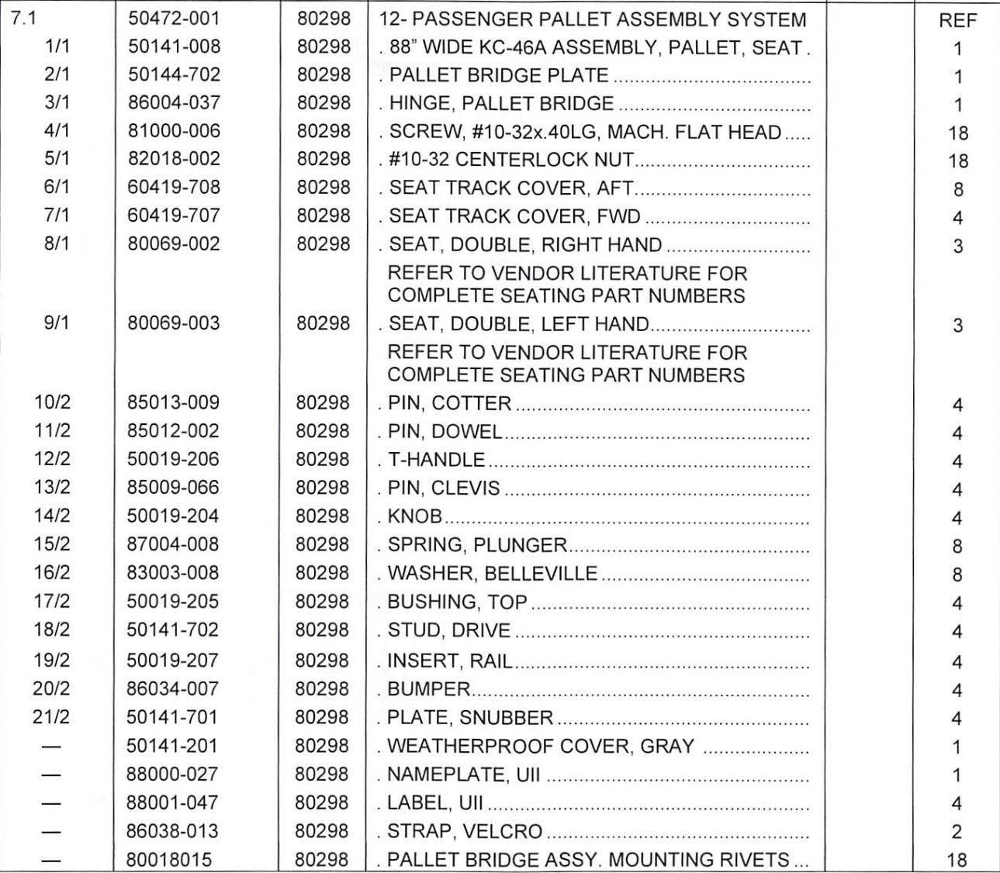 7.1 50472-001 80298 12- PASSENGER PALLET ASSEMBLY SYSTEM REF
1/1 50141-008 80298 . 88” WIDE KC-46A ASSEMBLY, PALLET, SEAT . 1
2/1 50144-702 80298 . PALLET BRIDGE PLATE .................................... 1
3/1 86004-037 80298 . HINGE, PALLET BRIDGE ................................... 1
4/1 81000-006 80298 . SCREW, #10-32x.40LG, MACH. FLAT HEAD ..... 18
5/1 82018-002 80298 . #10-32 CENTERLOCK NUT................................ 18
6/1 60419-708 80298 . SEAT TRACK COVER, AFT................................ 8
7/1 60419-707 80298 . SEAT TRACK COVER, FWD .............................. 4
8/1 80069-002 80298 . SEAT, DOUBLE, RIGHT HAND .......................... 3
REFER TO VENDOR LITERATURE FOR
COMPLETE SEATING PART NUMBERS
9/1 80069-003 80298 . SEAT, DOUBLE, LEFT HAND............................. 3
REFER TO VENDOR LITERATURE FOR
COMPLETE SEATING PART NUMBERS
10/2 85013-009 80298 . PIN, COTTER ..................................................... 4
11/2 85012-002 80298 . PIN, DOWEL....................................................... 4
12/2 50019-206 80298 . T-HANDLE .......................................................... 4
13/2 85009-066 80298 . PIN, CLEVIS ....................................................... 4
14/2 50019-204 80298 . KNOB.................................................................. 4
15/2 87004-008 80298 . SPRING, PLUNGER........................................... 8
16/2 83003-008 80298 . WASHER, BELLEVILLE ..................................... 8
17/2 50019-205 80298 . BUSHING, TOP .................................................. 4
18/2 50141-702 80298 . STUD, DRIVE ..................................................... 4
19/2 50019-207 80298 . INSERT, RAIL..................................................... 4
20/2 86034-007 80298 . BUMPER............................................................. 4
21/2 50141-701 80298 . PLATE, SNUBBER ............................................. 4
— 50141-201 80298 . WEATHERPROOF COVER, GRAY ................... 1
— 88000-027 80298 . NAMEPLATE, UII ............................................... 1
— 88001-047 80298 . LABEL, UII .......................................................... 4
— 86038-013 80298 . STRAP, VELCRO ............................................... 2
— 80018015 80298 . PALLET BRIDGE ASSY. MOUNTING RIVETS ... 18